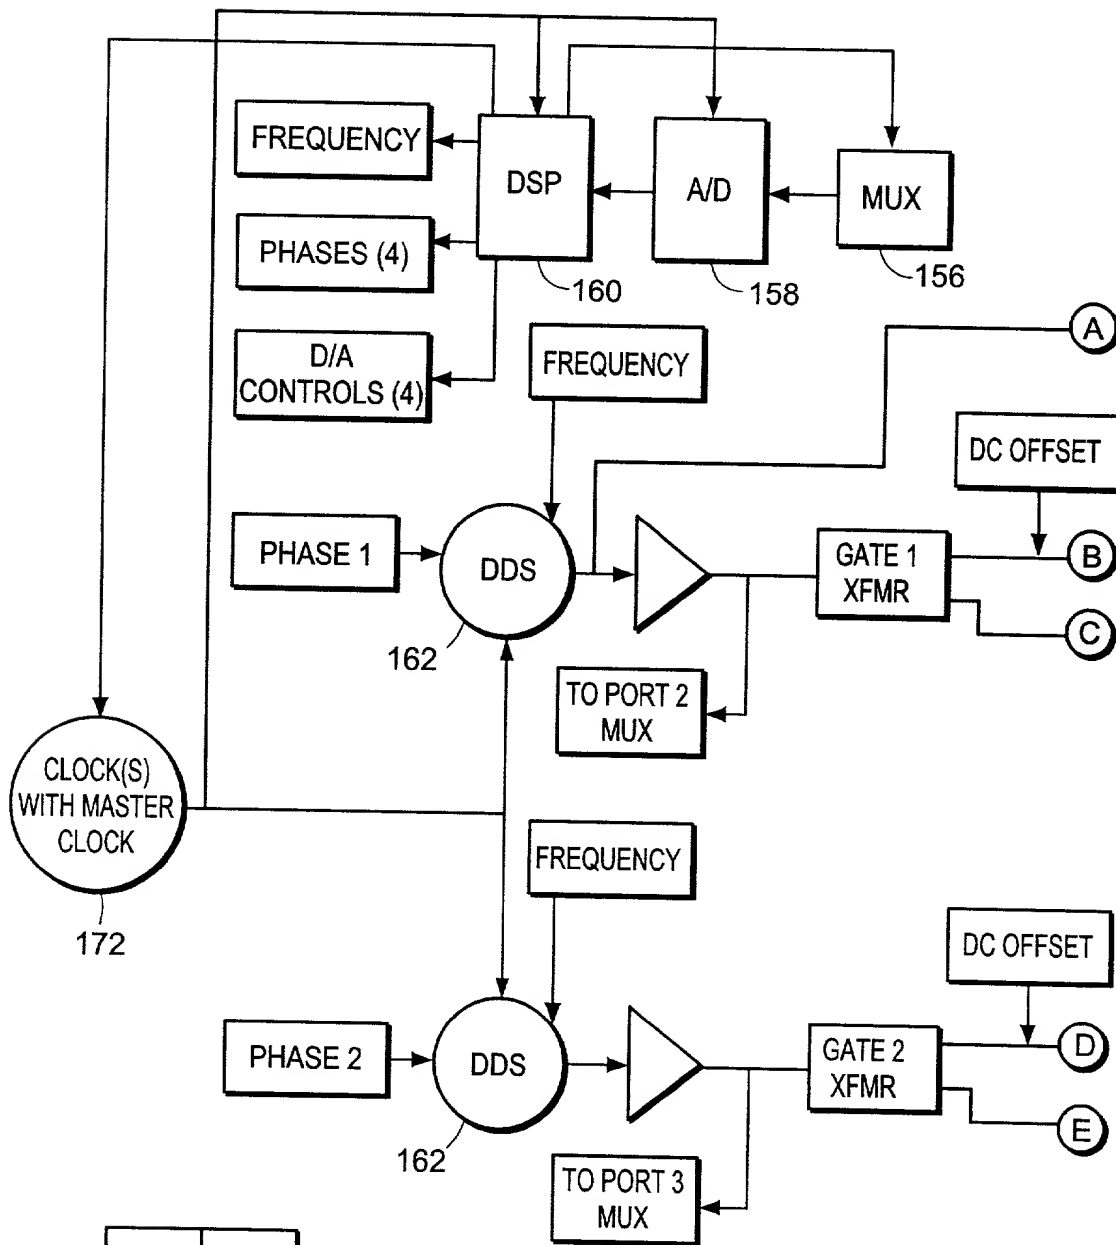 FREQUENCY
DSP
A/D
MUX
PHASES (4)
160
158
156
D/A
CONTROLS (4)
FREQUENCY
A
DC OFFSET
PHASE 1
DDS
GATE 1
XFMR
B
C
162
TO PORT 2
MUX
CLOCK(S)
WITH MASTER
CLOCK
172
FREQUENCY
DC OFFSET
PHASE 2
DDS
GATE 2
XFMR
D
E
162
TO PORT 3
MUX